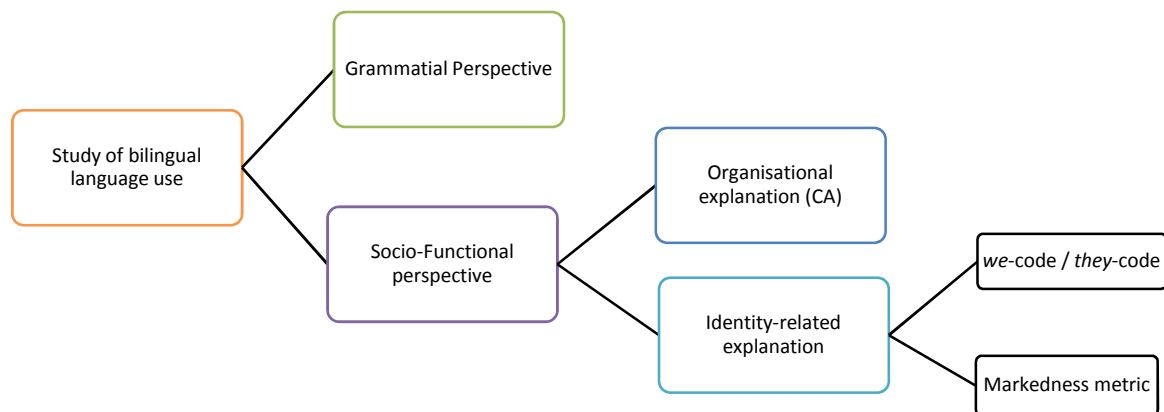 Grammatial Perspective
Study of bilingual
language use
Organisational
explanation (CA)
Socio-Functional
perspective
we-code / they-code
Identity-related
explanation
Markedness metric